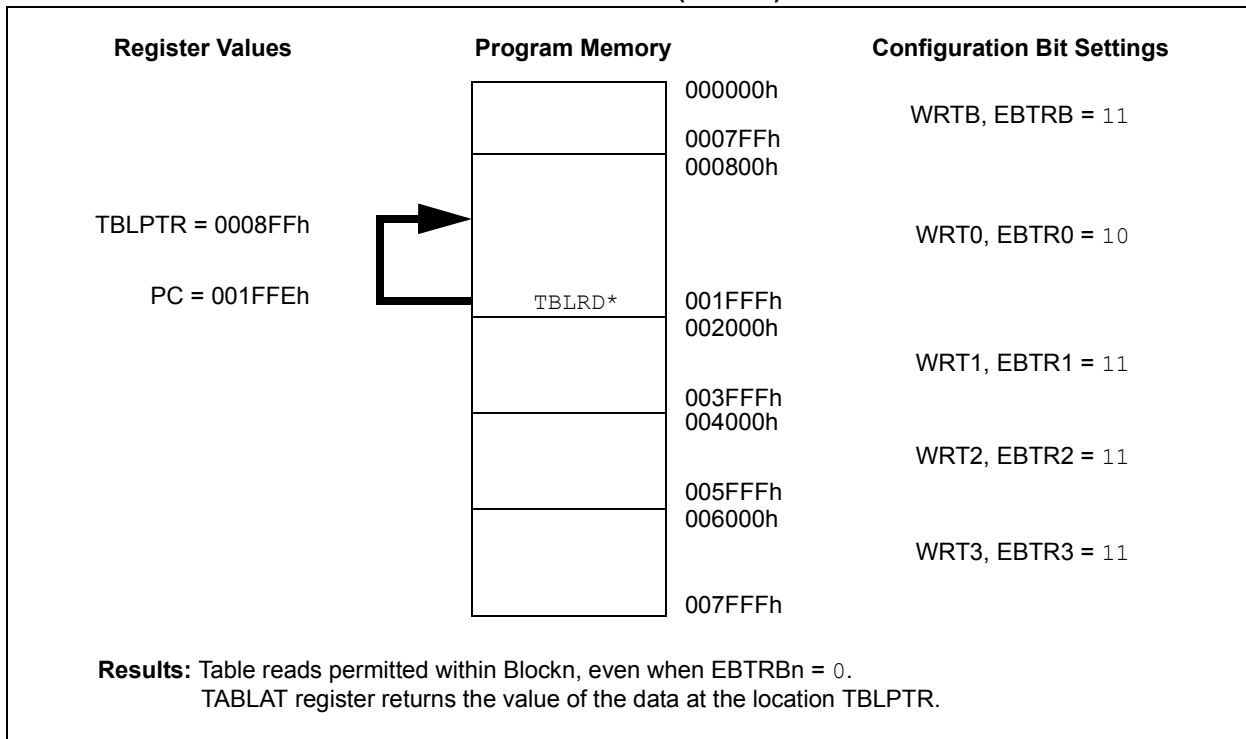 Register Values Program Memory Configuration Bit Settings
000000h
WRTB, EBTRB = 11
0007FFh
000800h
TBLPTR = 0008FFh
WRT0, EBTR0 = 10
PC = 001FFEh
TBLRD*
001FFFh
002000h
WRT1, EBTR1 = 11
003FFFh
004000h
WRT2, EBTR2 = 11
005FFFh
006000h
WRT3, EBTR3 = 11
007FFFh
Results: Table reads permitted within Blockn, even when EBTRBn = 0.
TABLAT register returns the value of the data at the location TBLPTR.